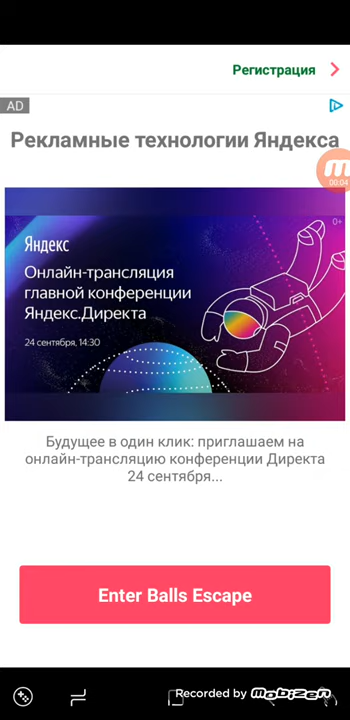 Регистрация
AD
Рекламные технологии Яндекса
00:04
0+
Яндекс
Онлайн-трансляция
главной конференции
Яндекс.Директа
24 сентября, 14:30
Будущее в один клик: приглашаем на
онлайн-трансляцию конференции Директа
24 сентября...
Enter Balls Escape
Recorded by Mobizen